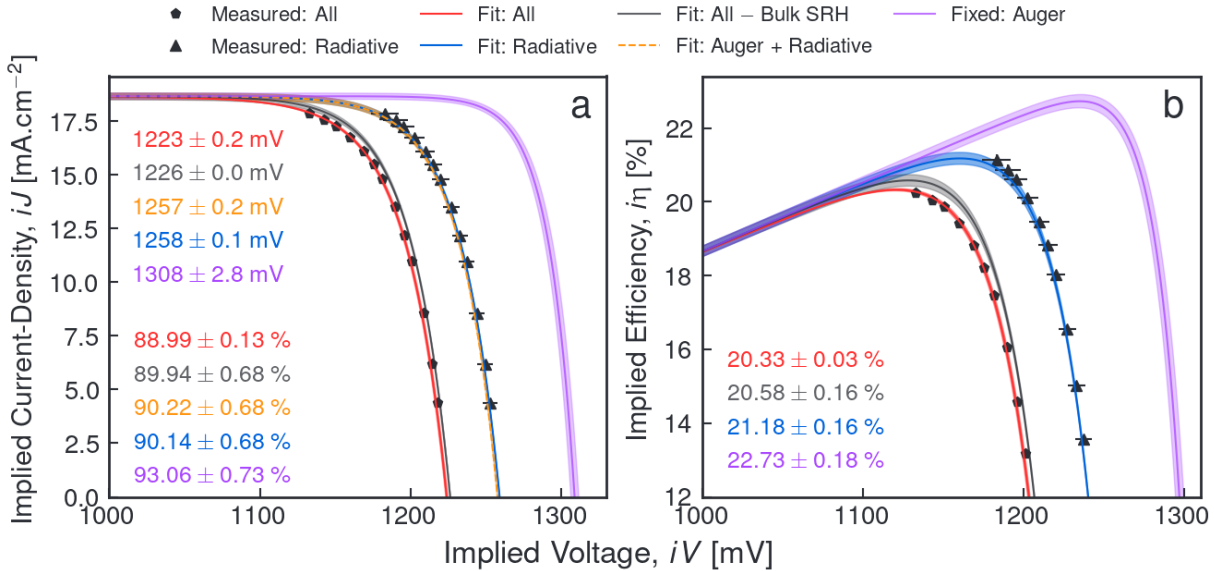 Measured: All
Fit: All
Fit: All − Bulk SRH
Fixed: Auger
Measured: Radiative
Fit: Radiative
Fit: Auger + Radiative
Implied Current-Density, iJ [mA.cm⁻²]
17.5
15.0
12.5
10.0
7.5
5.0
2.5
0.0
a
1223 ± 0.2 mV
1226 ± 0.0 mV
1257 ± 0.2 mV
1258 ± 0.1 mV
1308 ± 2.8 mV
88.99 ± 0.13 %
89.94 ± 0.68 %
90.22 ± 0.68 %
90.14 ± 0.68 %
93.06 ± 0.73 %
1000
1100
1200
1300
Implied Efficiency, iη [%]
22
20
18
16
14
12
b
20.33 ± 0.03 %
20.58 ± 0.16 %
21.18 ± 0.16 %
22.73 ± 0.18 %
1000
1100
1200
1300
Implied Voltage, iV [mV]